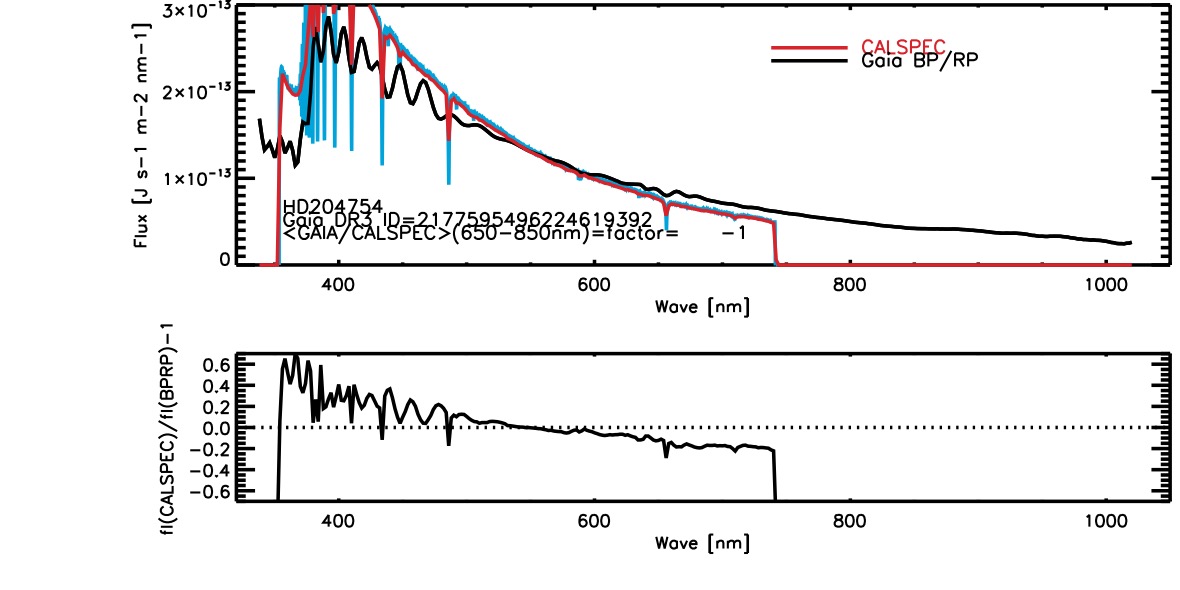 3×10⁻¹³
2×10⁻¹³
1×10⁻¹³
0
Flux [J s−1 m−2 nm−1]
CALSPEC
Gaia BP/RP
HD204754
Gaia DR3 ID=2177595496224619392
<GAIA/CALSPEC>(650−850nm)=factor= −1
400 600 800 1000
Wave [nm]
fl(CALSPEC)/fl(BPRP)−1
0.6
0.4
0.2
0.0
−0.2
−0.4
−0.6
400 600 800 1000
Wave [nm]